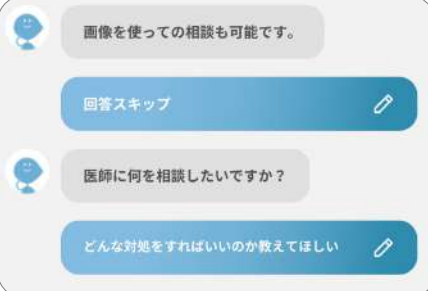 画像を使っての相談も可能です。
回答スキップ
医師に何を相談したいですか？
どんな対処をすればいいのか教えてほしい